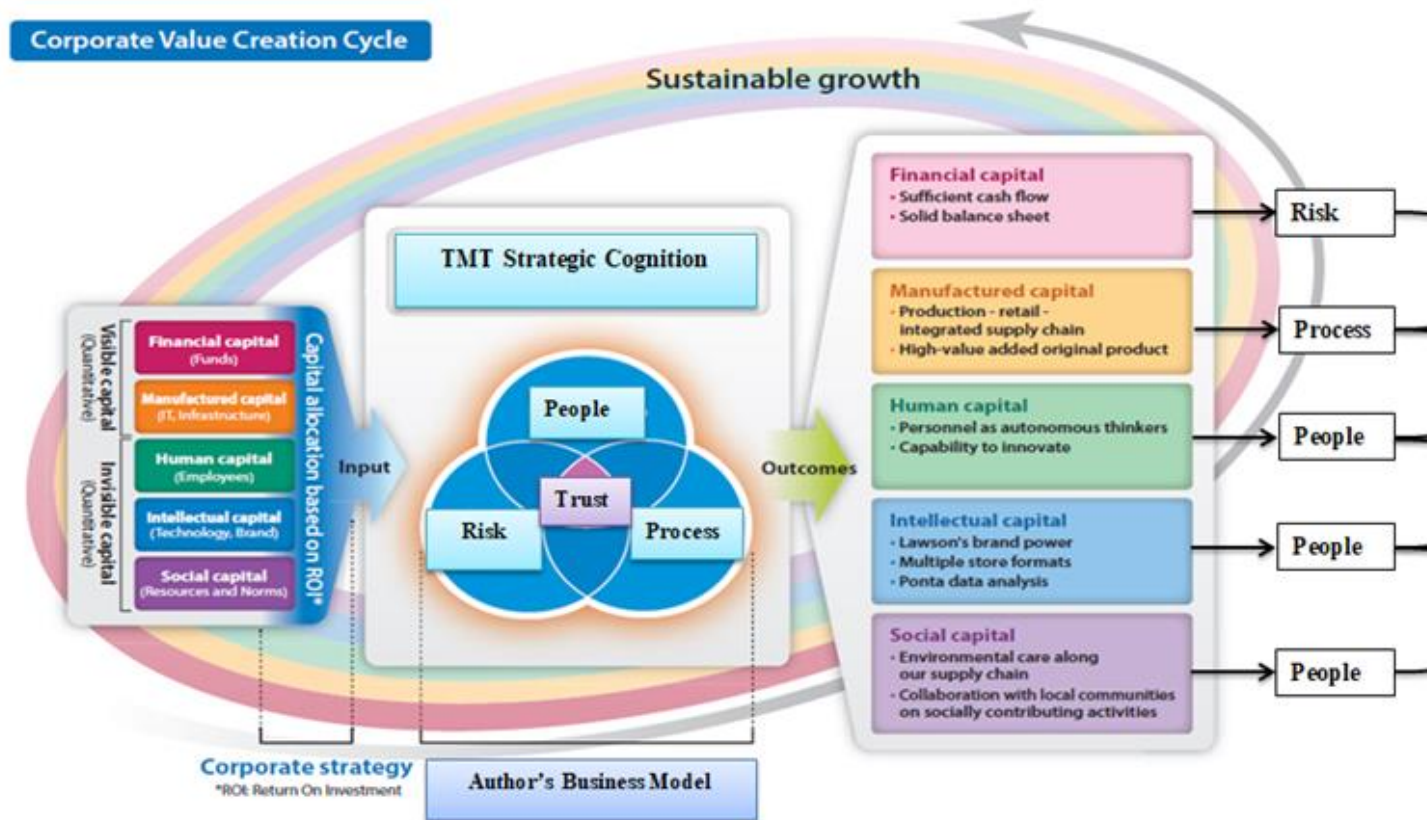 Corporate Value Creation Cycle
Sustainable growth
Visible capital
(Quantitative)
Invisible capital
(Quantitative)
Financial capital
(Funds)
Manufactured capital
(IT, Infrastructure)
Human capital
(Employees)
Intellectual capital
(Technology, Brand)
Social capital
(Resources and Norms)
Capital allocation based on ROI*
Input
TMT Strategic Cognition
People
Trust
Risk
Process
Outcomes
Financial capital
• Sufficient cash flow
• Solid balance sheet
Risk
Manufactured capital
• Production - retail -
integrated supply chain
• High-value added original product
Process
Human capital
• Personnel as autonomous thinkers
• Capability to innovate
People
Intellectual capital
• Lawson's brand power
• Multiple store formats
• Ponta data analysis
People
Social capital
• Environmental care along
our supply chain
• Collaboration with local communities
on socially contributing activities
People
Corporate strategy
*ROI: Return On Investment
Author's Business Model